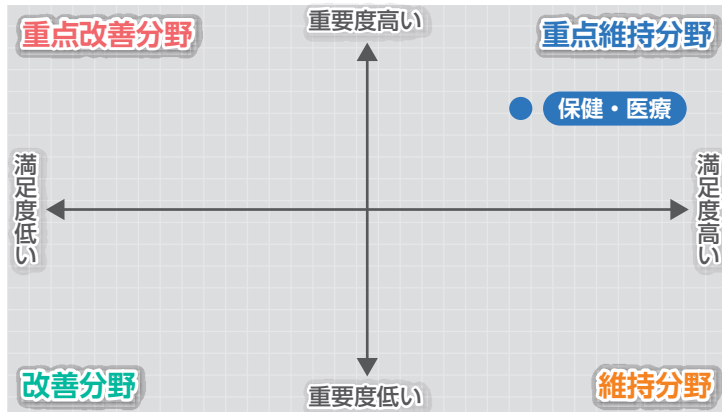 重点改善分野
重要度高い
重点維持分野
保健・医療
満足度低い
満足度高い
改善分野
重要度低い
維持分野